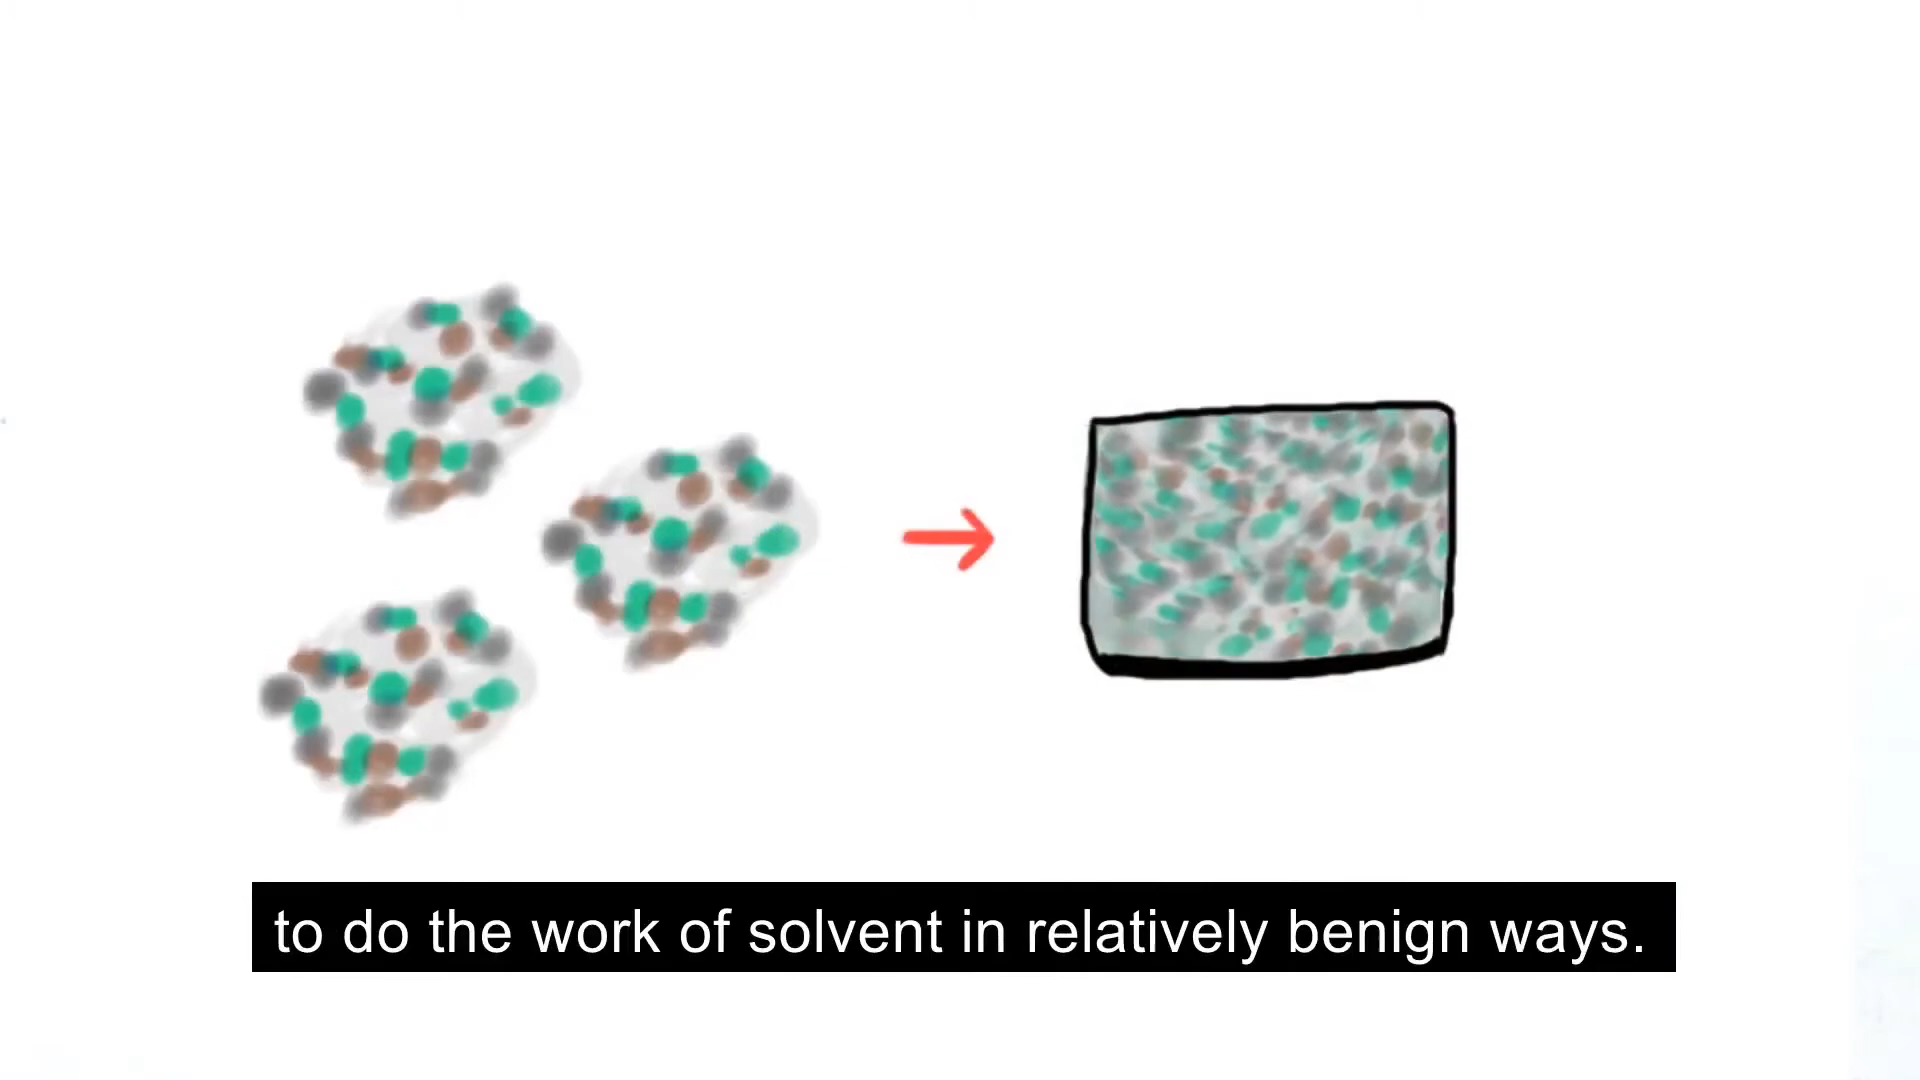 to do the work of solvent in relatively benign ways.